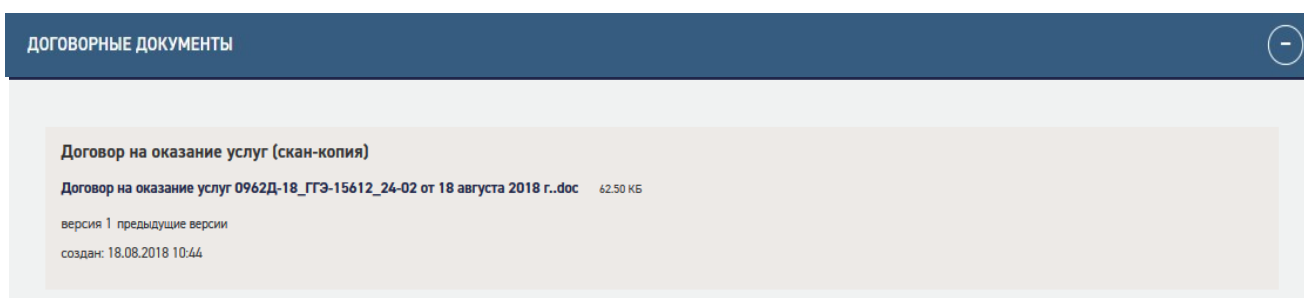 ДОГОВОРНЫЕ ДОКУМЕНТЫ
Договор на оказание услуг (скан-копия)
Договор на оказание услуг 0962Д-18_ГГЭ-15612_24-02 от 18 августа 2018 г..doc 62.50 КБ
версия 1 предыдущие версии
создан: 18.08.2018 10:44